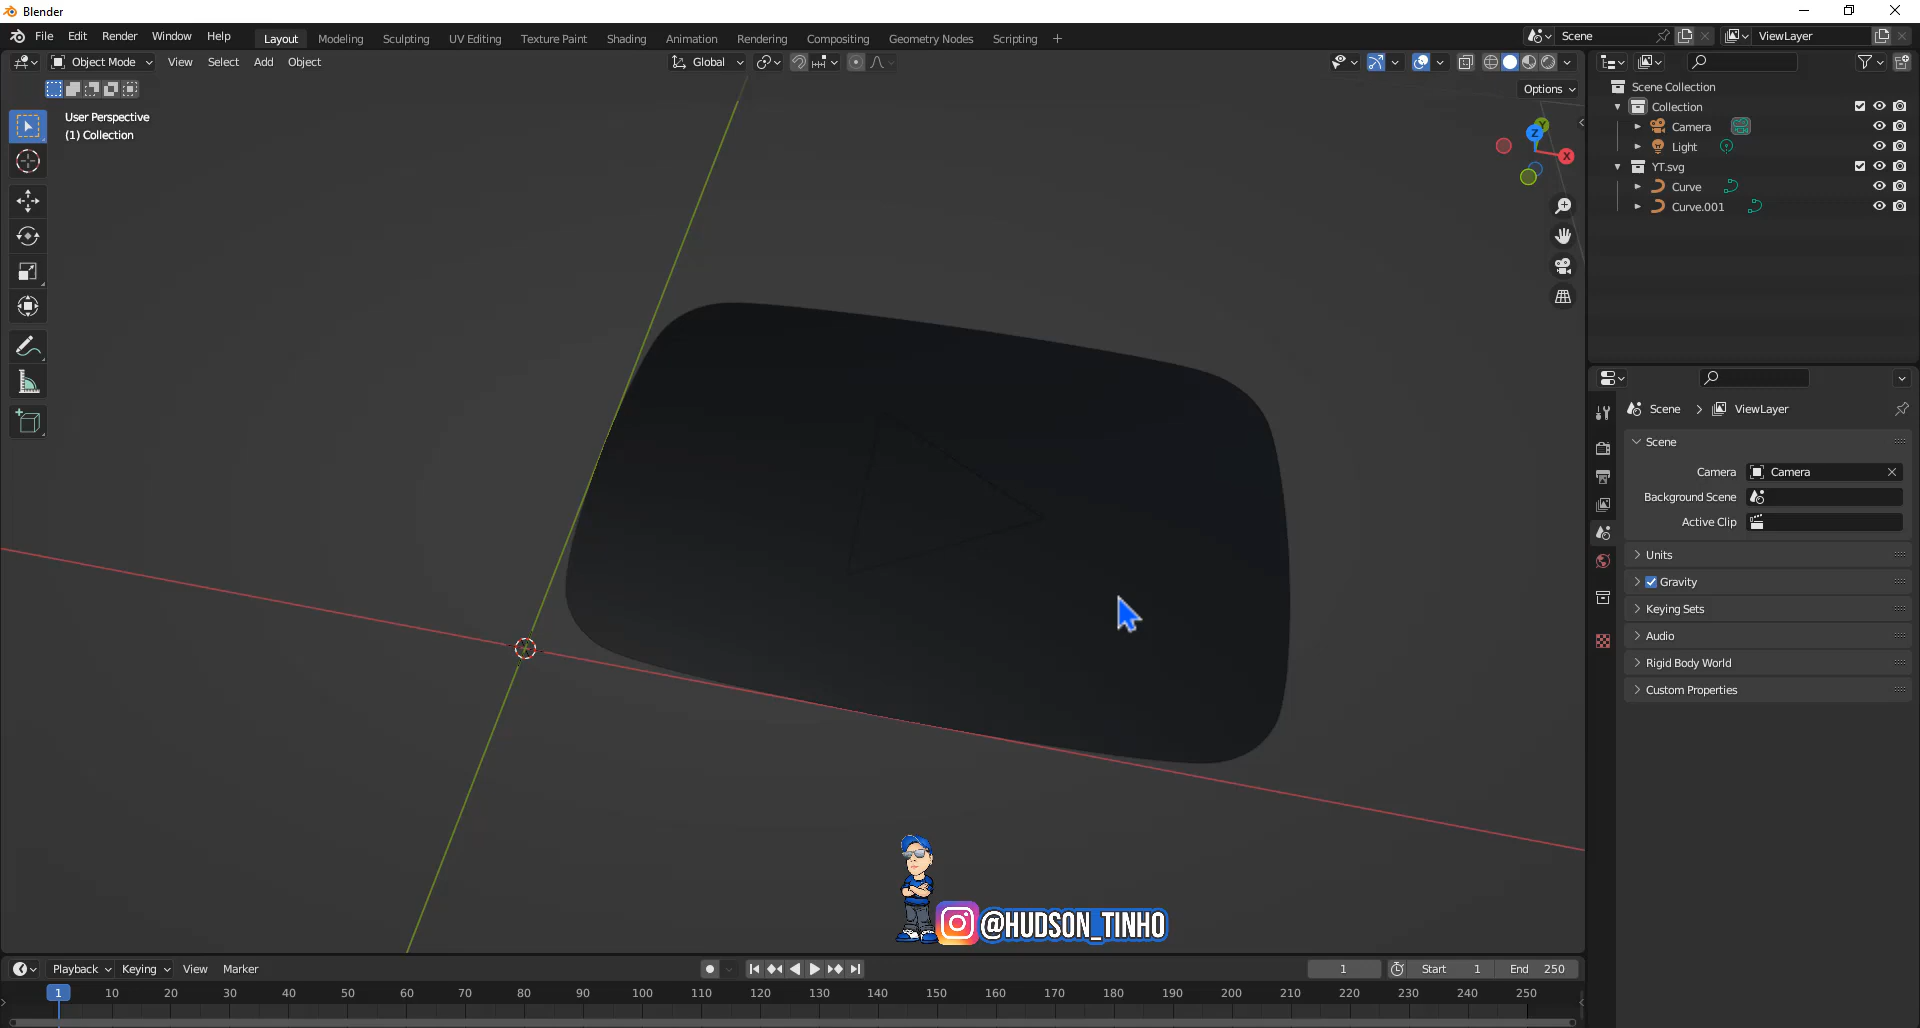 Blender
File Edit Render Window Help Layout Modeling Sculpting UV Editing Texture Paint Shading Animation Rendering Compositing Geometry Nodes Scripting + Scene ViewLayer
Object Mode View Select Add Object Global
Options
User Perspective
(1) Collection
Z Y X
Scene Collection
Collection
Camera
Light
YT.svg
Curve
Curve.001
Scene ViewLayer
Scene
Camera Camera
Background Scene
Active Clip
Units
Gravity
Keying Sets
Audio
Rigid Body World
Custom Properties
@HUDSON_TINHO
Playback Keying View Marker 1 Start 1 End 250
1 10 20 30 40 50 60 70 80 90 100 110 120 130 140 150 160 170 180 190 200 210 220 230 240 250